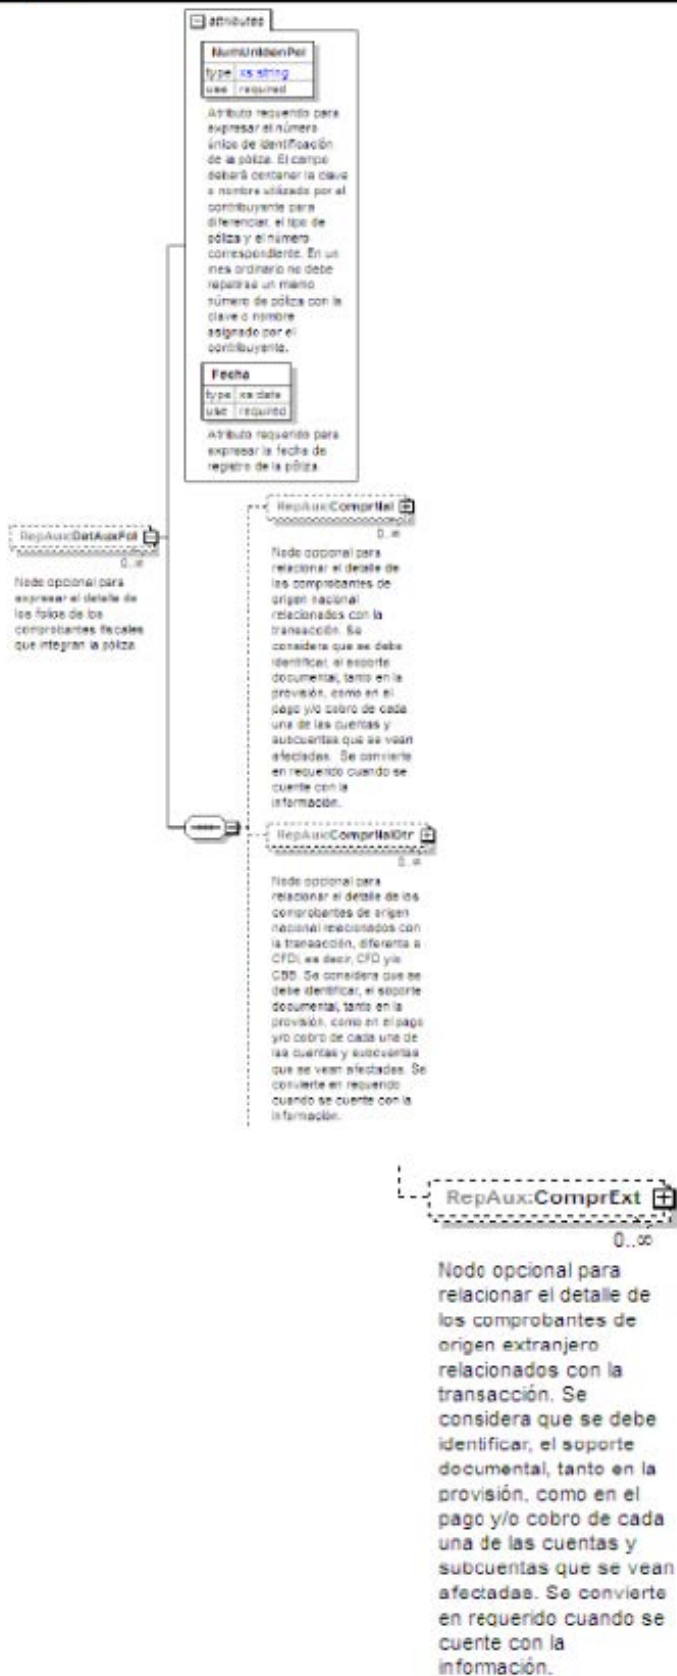 attributes
NumUnIdenPol
type xs:string
use required
Atributo requerido para
expresar el número
único de identificación
de la póliza. El campo
deberá contener la clave
o nombre utilizado por el
contribuyente para
diferenciar, el tipo de
póliza y el número
correspondiente. En un
mes ordinario no debe
repetirse un mismo
número de póliza con la
clave o nombre
asignado por el
contribuyente.
Fecha
type xs:date
use required
Atributo requerido para
expresar la fecha de
registro de la póliza
RepAux:DetAuxFol
0..∞
Nodo opcional para
expresar el detalle de
los folios de los
comprobantes fiscales
que integran la póliza
RepAux:ComprNal
0..∞
Nodo opcional para
relacionar el detalle de
los comprobantes de
origen nacional
relacionados con la
transacción. Se
considera que se debe
identificar, el soporte
documental, tanto en la
provisión, como en el
pago y/o cobro de cada
una de las cuentas y
subcuentas que se vean
afectadas. Se convierte
en requerido cuando se
cuente con la
información.
RepAux:ComprNalOtr
0..∞
Nodo opcional para
relacionar el detalle de los
comprobantes de origen
nacional relacionados con
la transacción, diferente a
CFDI, es decir, CFD y/o
CBB. Se considera que se
debe identificar, el soporte
documental, tanto en la
provisión, como en el pago
y/o cobro de cada una de
las cuentas y subcuentas
que se vean afectadas. Se
convierte en requerido
cuando se cuente con la
información.
RepAux:ComprExt
0..∞
Nodo opcional para
relacionar el detalle de
los comprobantes de
origen extranjero
relacionados con la
transacción. Se
considera que se debe
identificar, el soporte
documental, tanto en la
provisión, como en el
pago y/o cobro de cada
una de las cuentas y
subcuentas que se vean
afectadas. Se convierte
en requerido cuando se
cuente con la
información.